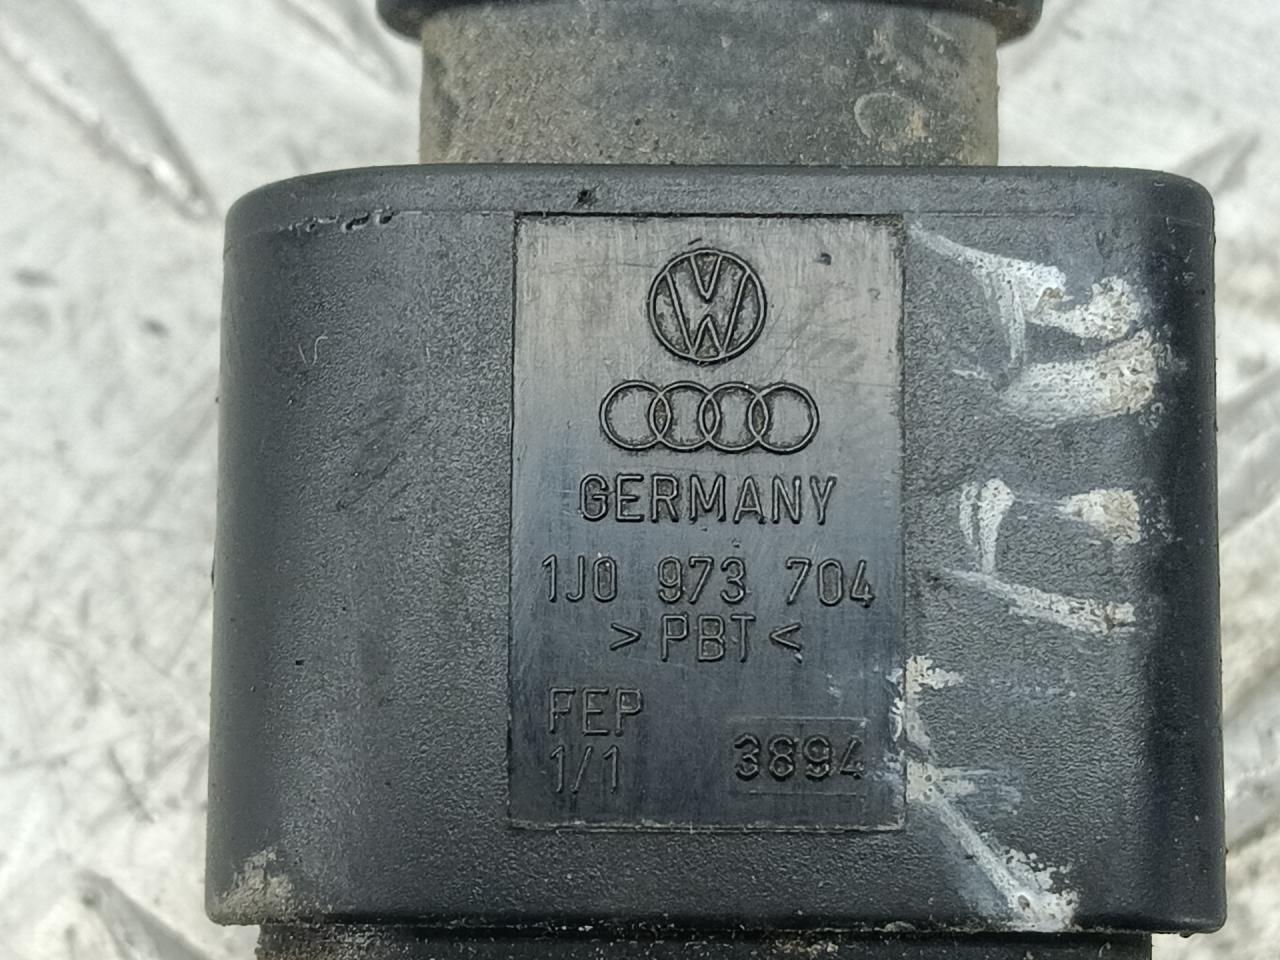 GERMANY
1J0 973 704
> PBT <
FEP
1/1
3894